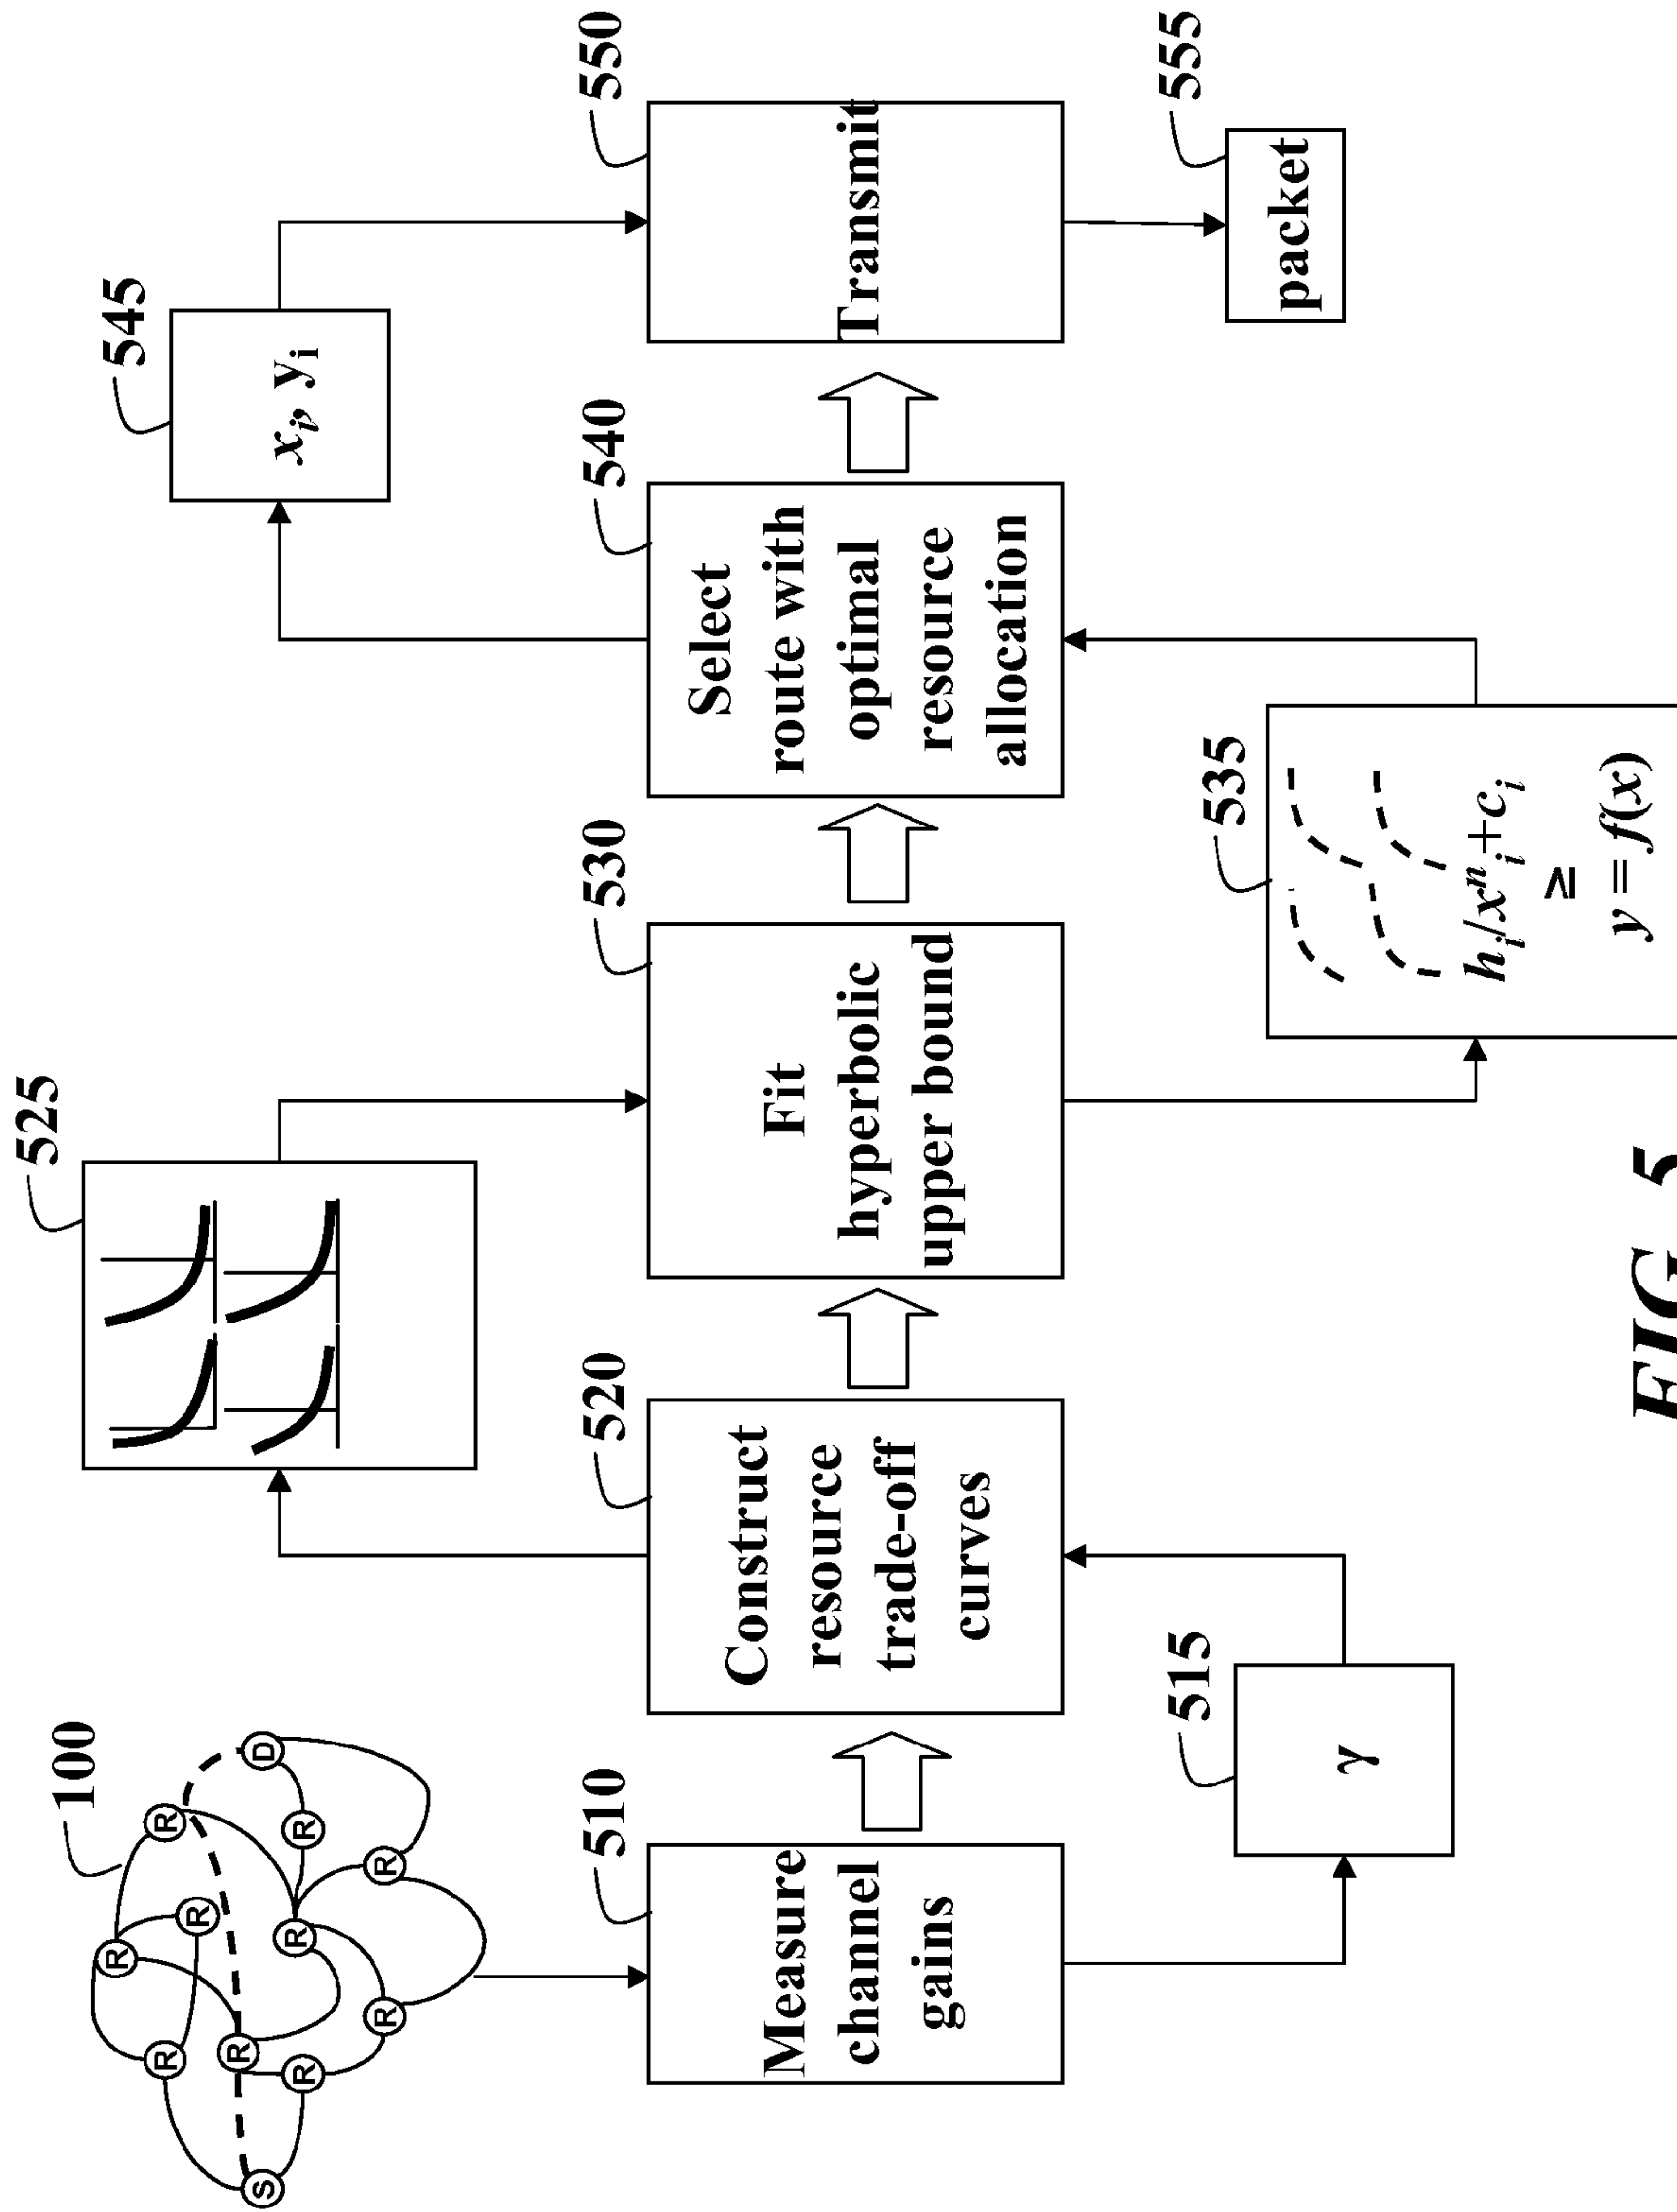 100
S
R
R
R
R
R
R
R
R
R
R
D
525
545
x_i, y_i
510
Measure
channel
gains
520
Construct
resource
trade-off
curves
530
Fit
hyperbolic
upper bound
540
Select
route with
optimal
resource
allocation
550
Transmit
515
γ
535
h_i/x^n_i+c_i
≥
y = f(x)
555
packet
FIG. 5